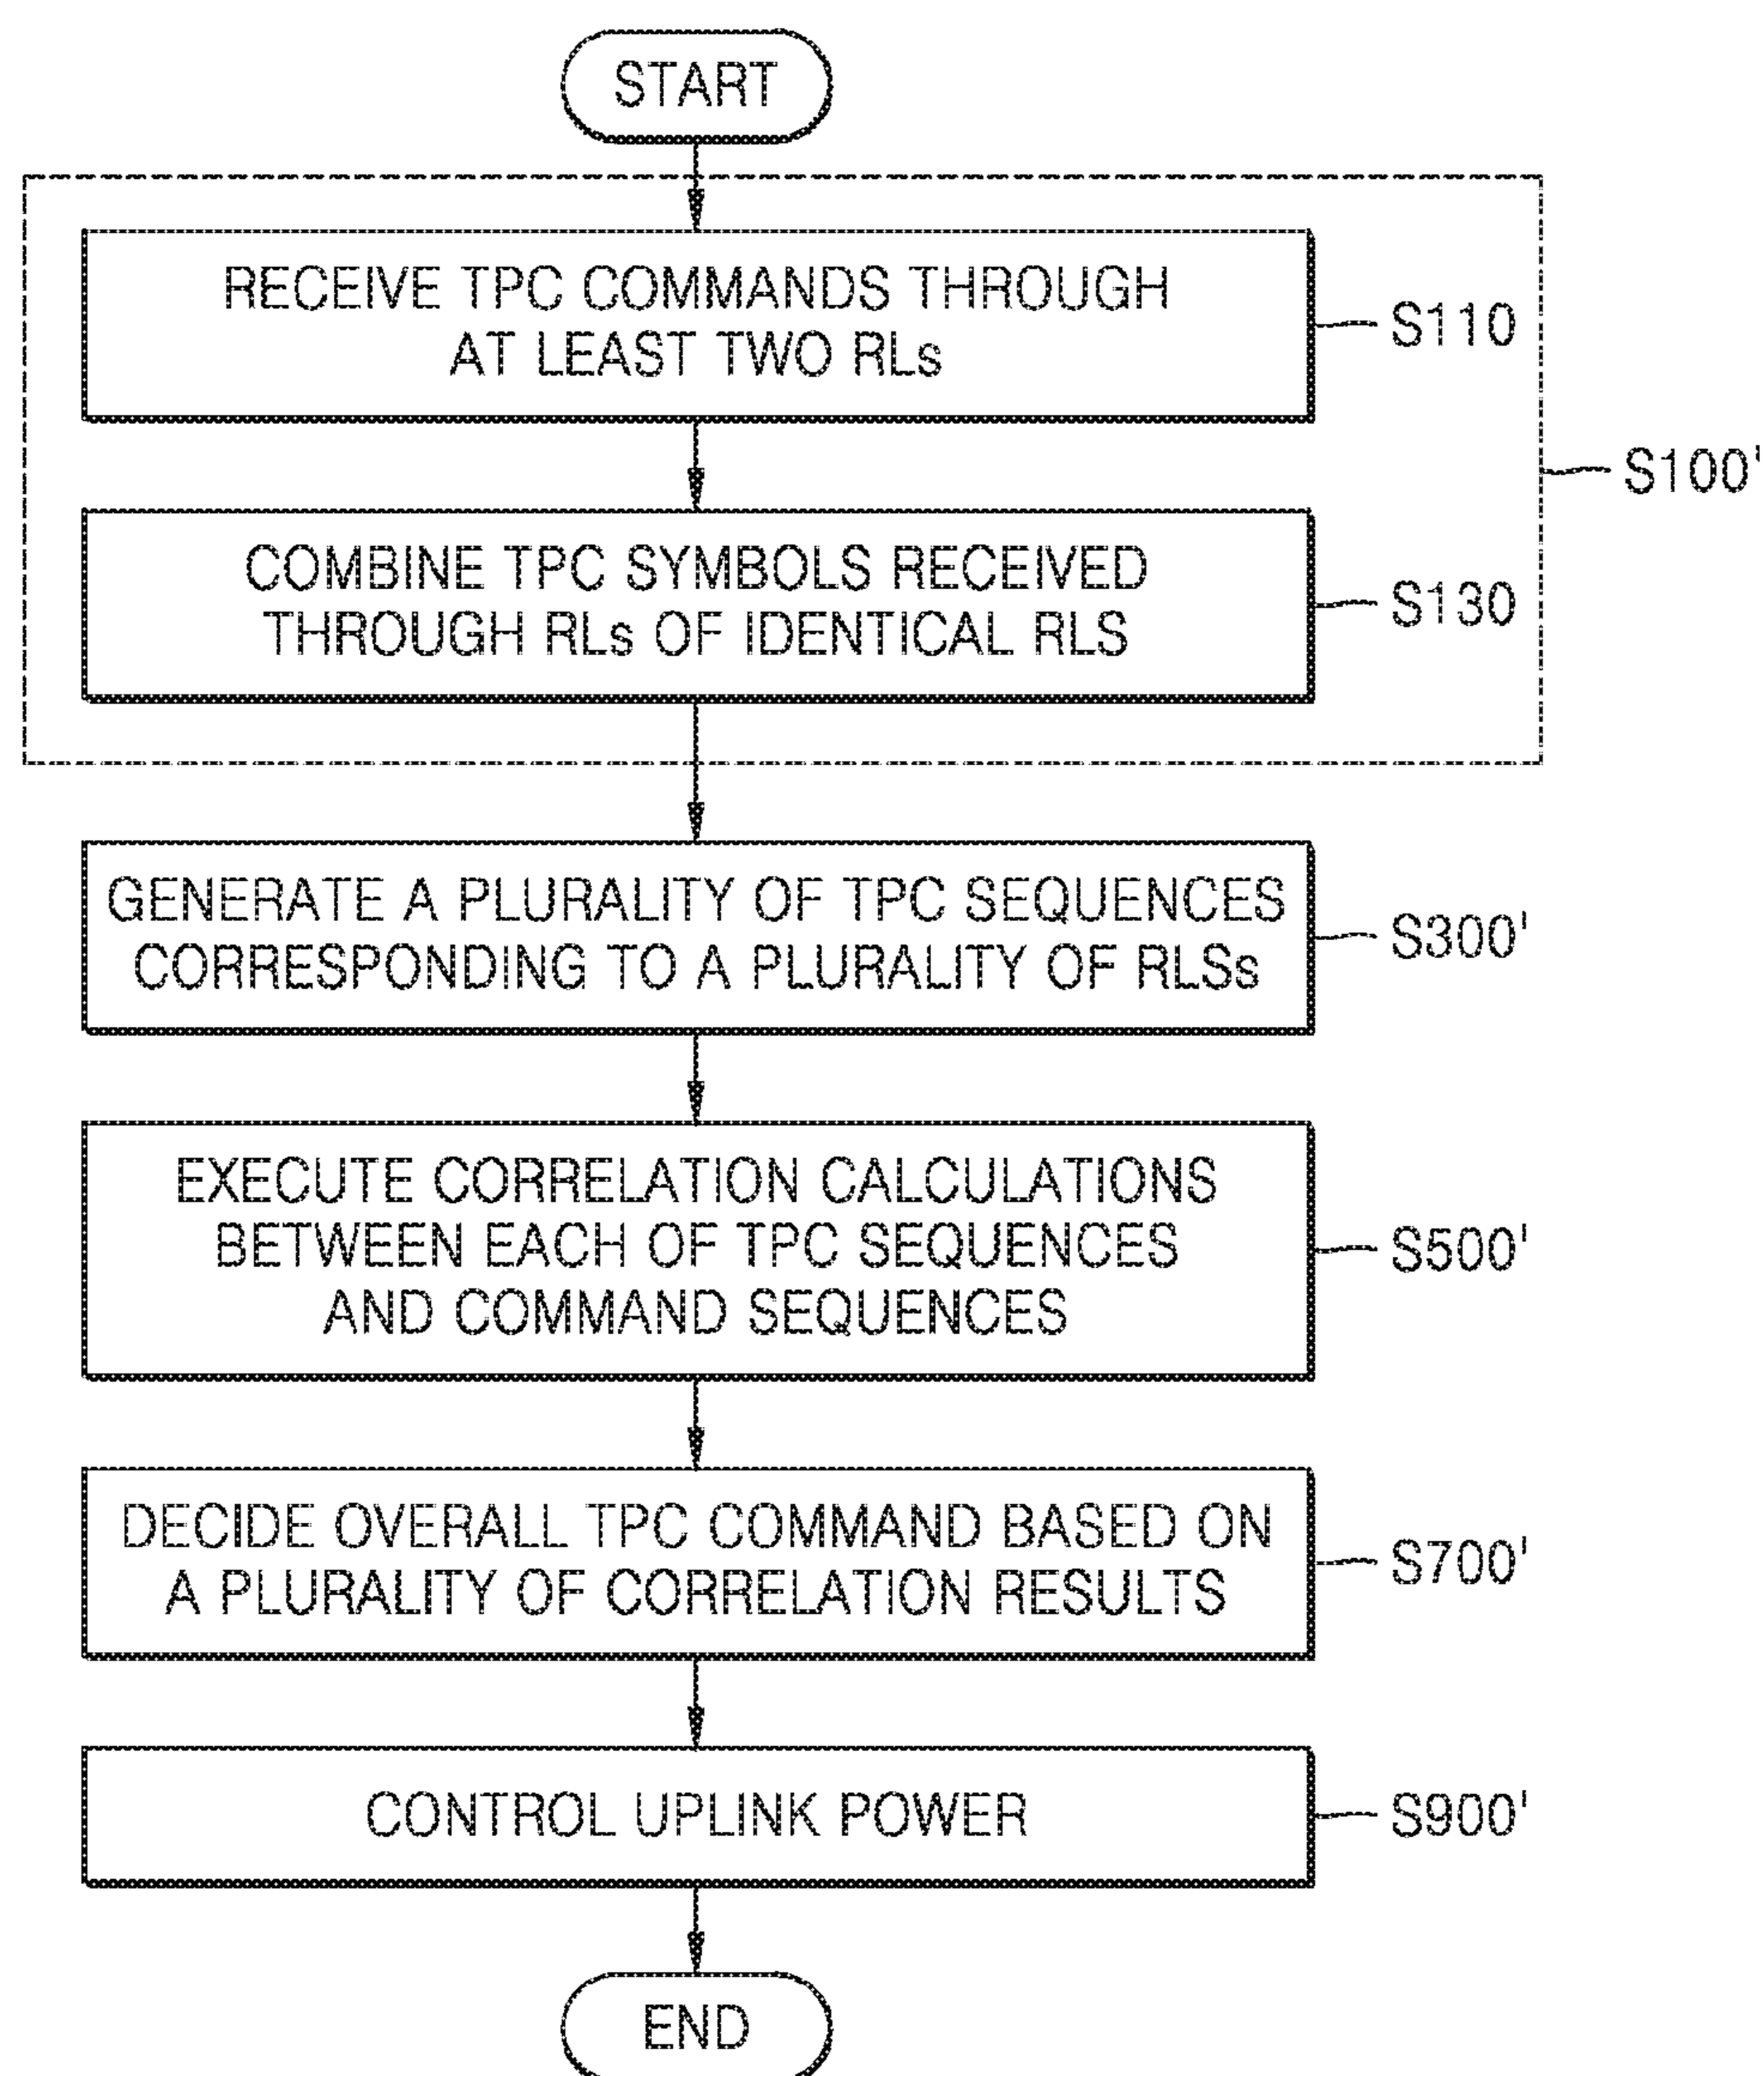 START
RECEIVE TPC COMMANDS THROUGH
AT LEAST TWO RLs
S110
S100'
COMBINE TPC SYMBOLS RECEIVED
THROUGH RLs OF IDENTICAL RLS
S130
GENERATE A PLURALITY OF TPC SEQUENCES
CORRESPONDING TO A PLURALITY OF RLSs
S300'
EXECUTE CORRELATION CALCULATIONS
BETWEEN EACH OF TPC SEQUENCES
AND COMMAND SEQUENCES
S500'
DECIDE OVERALL TPC COMMAND BASED ON
A PLURALITY OF CORRELATION RESULTS
S700'
CONTROL UPLINK POWER
S900'
END